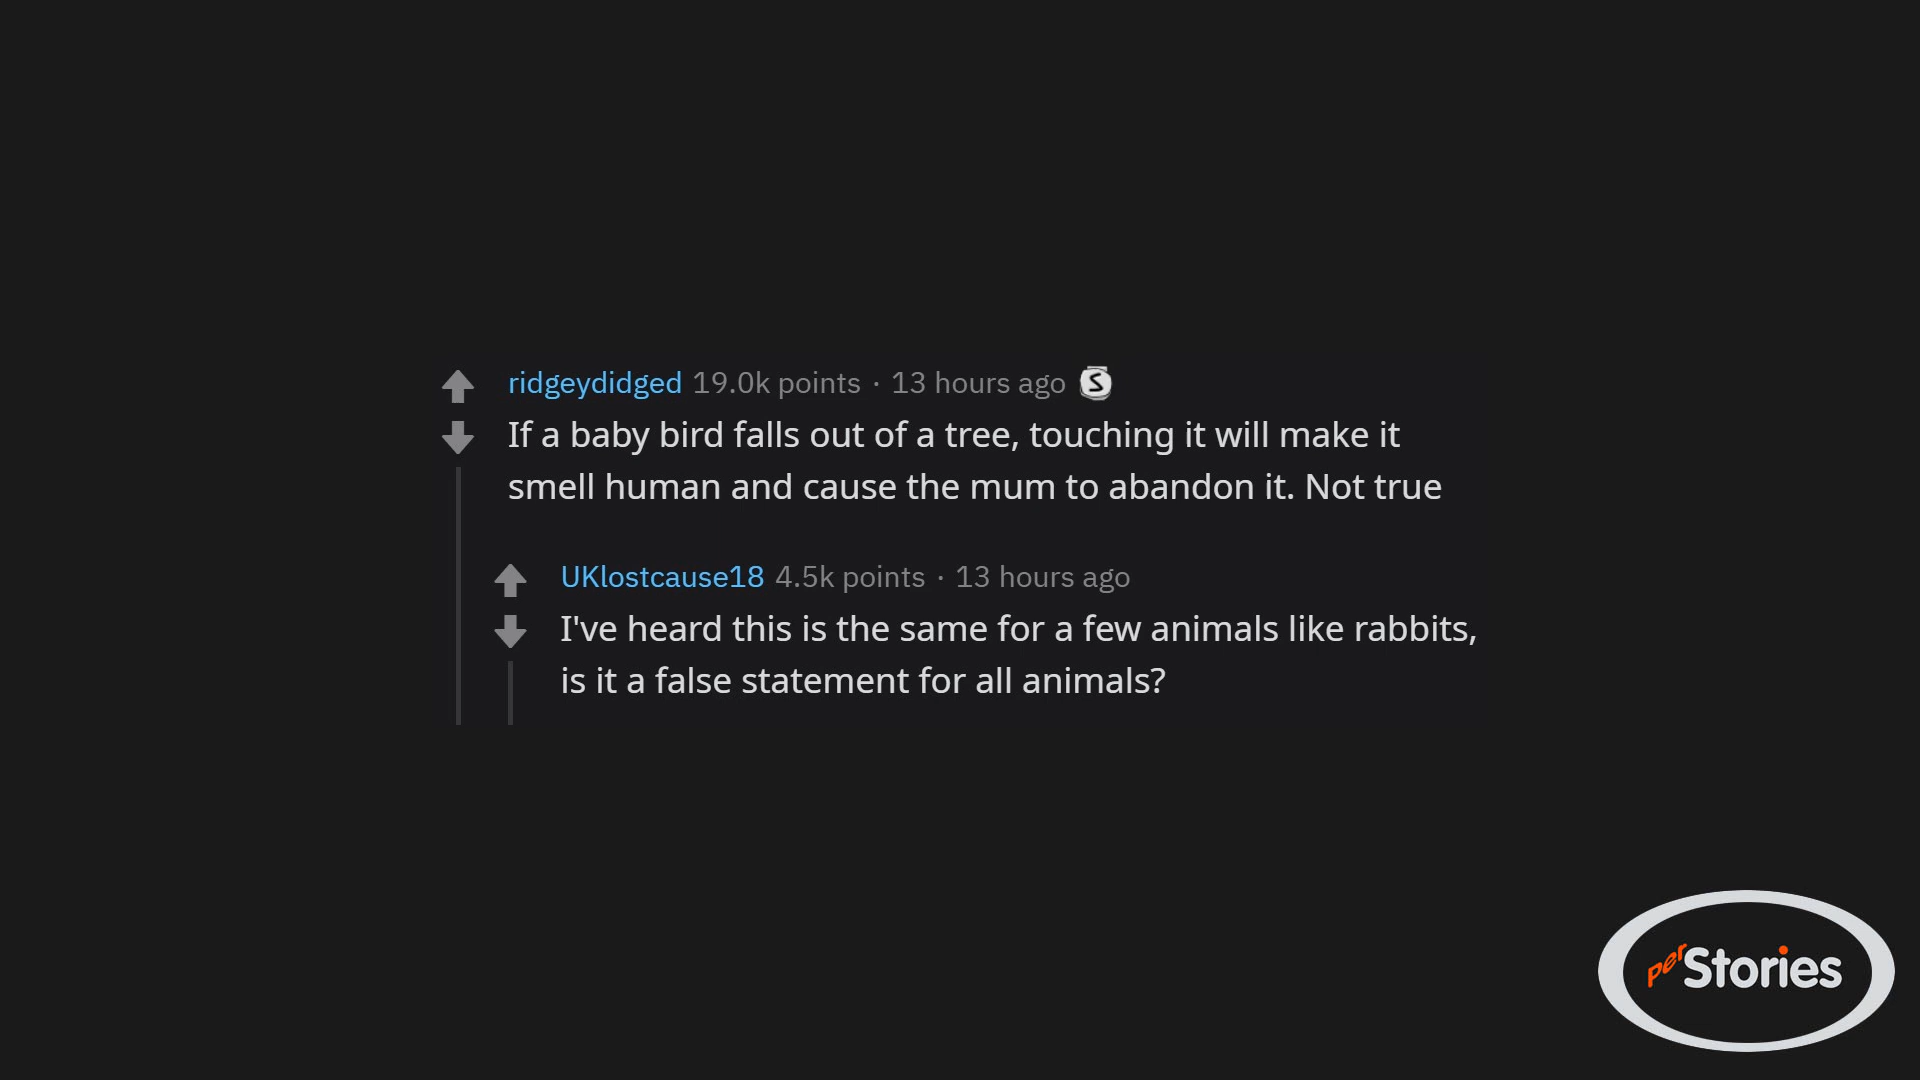 ridgeydidged 19.0k points · 13 hours ago S
If a baby bird falls out of a tree, touching it will make it
smell human and cause the mum to abandon it. Not true
UKlostcause18 4.5k points · 13 hours ago
I've heard this is the same for a few animals like rabbits,
is it a false statement for all animals?
perStories